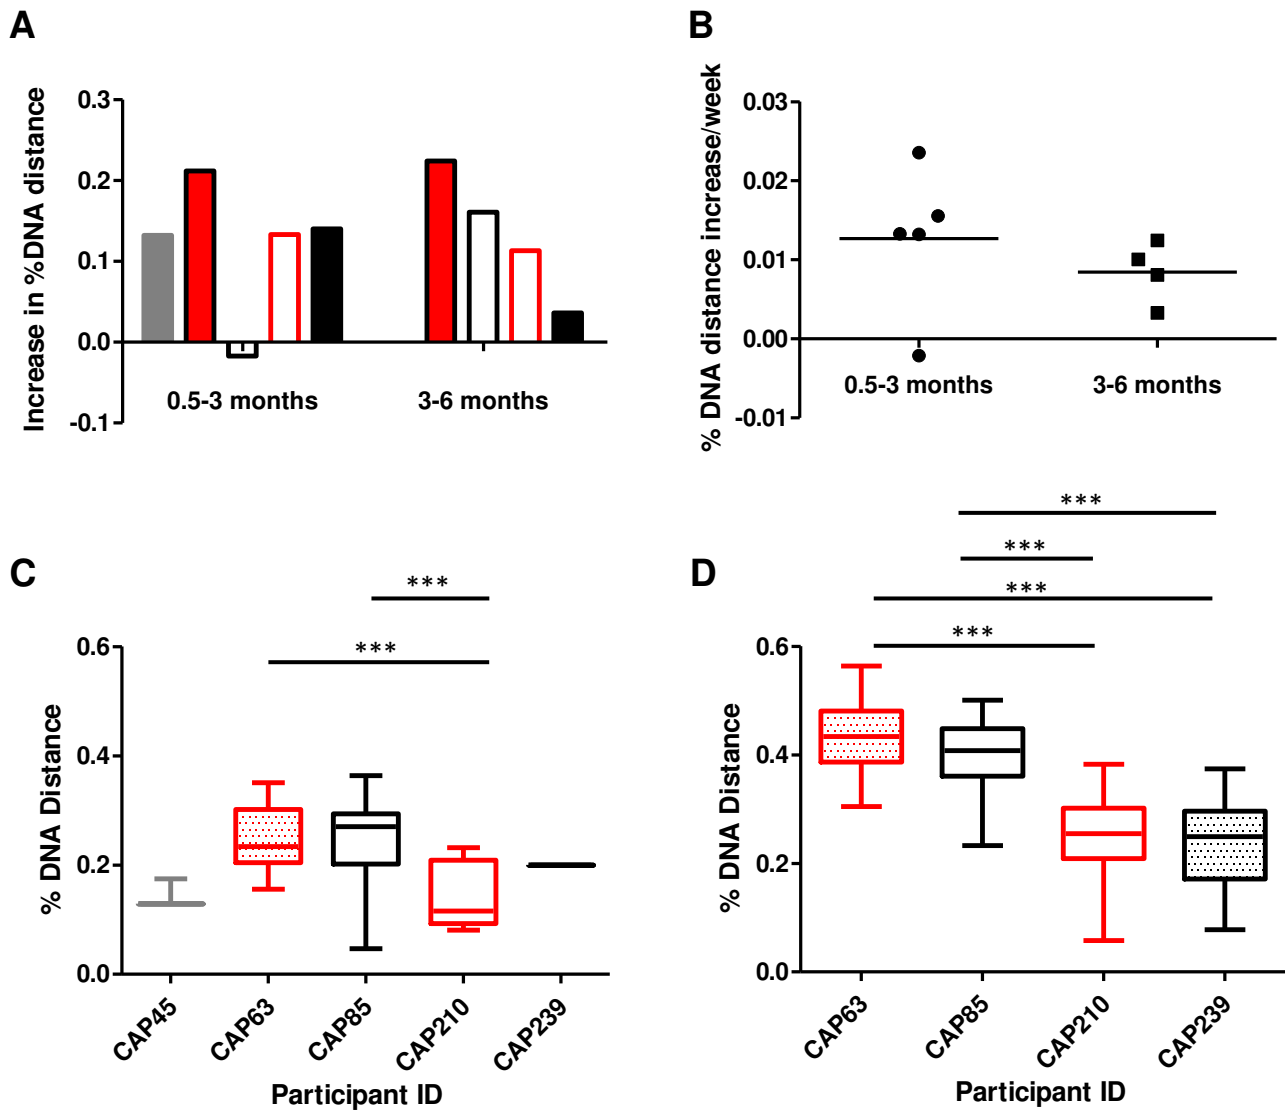 A
Increase in %DNA distance
0.3
0.2
0.1
0.0
-0.1
0.5-3 months
3-6 months
B
% DNA distance increase/week
0.03
0.02
0.01
0.00
-0.01
0.5-3 months
3-6 months
C
***
***
% DNA Distance
0.6
0.4
0.2
0.0
CAP45
CAP63
CAP85
CAP210
CAP239
Participant ID
D
***
***
***
***
% DNA Distance
0.6
0.4
0.2
0.0
CAP63
CAP85
CAP210
CAP239
Participant ID